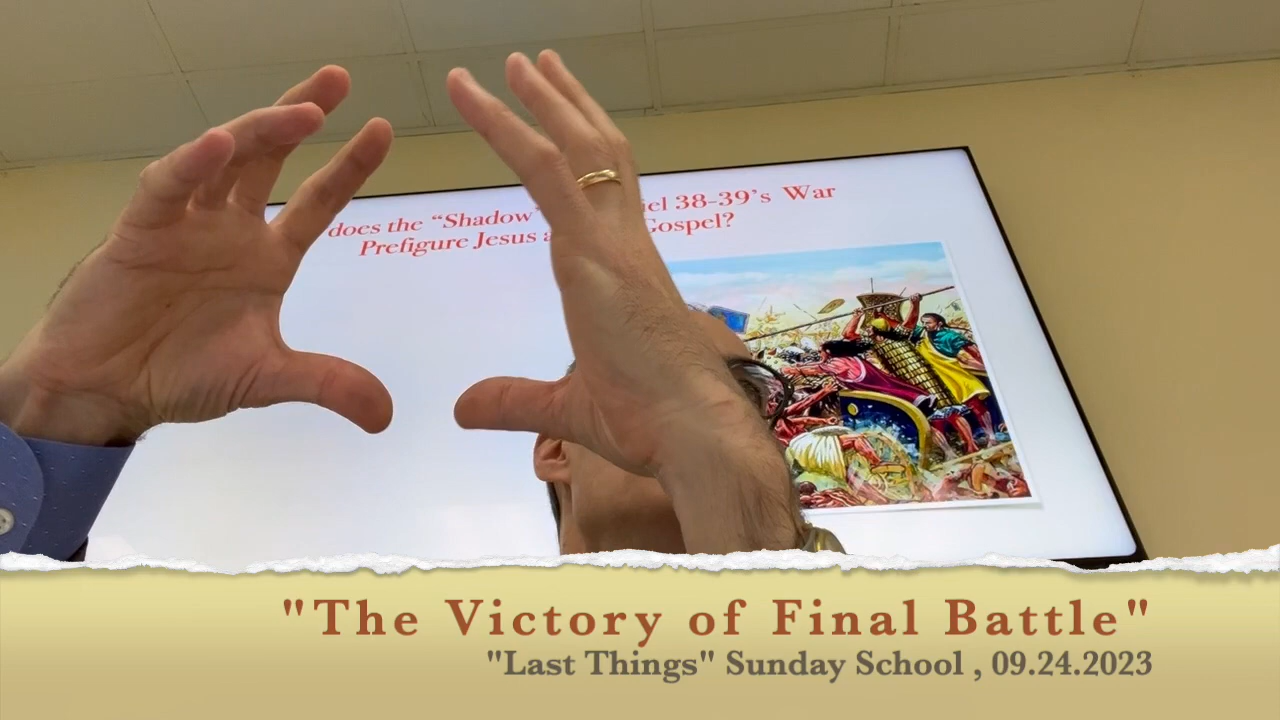 does the “Shadow” 38-39’s War
Prefigure Jesus Gospel?
"The Victory of Final Battle"
"Last Things" Sunday School , 09.24.2023